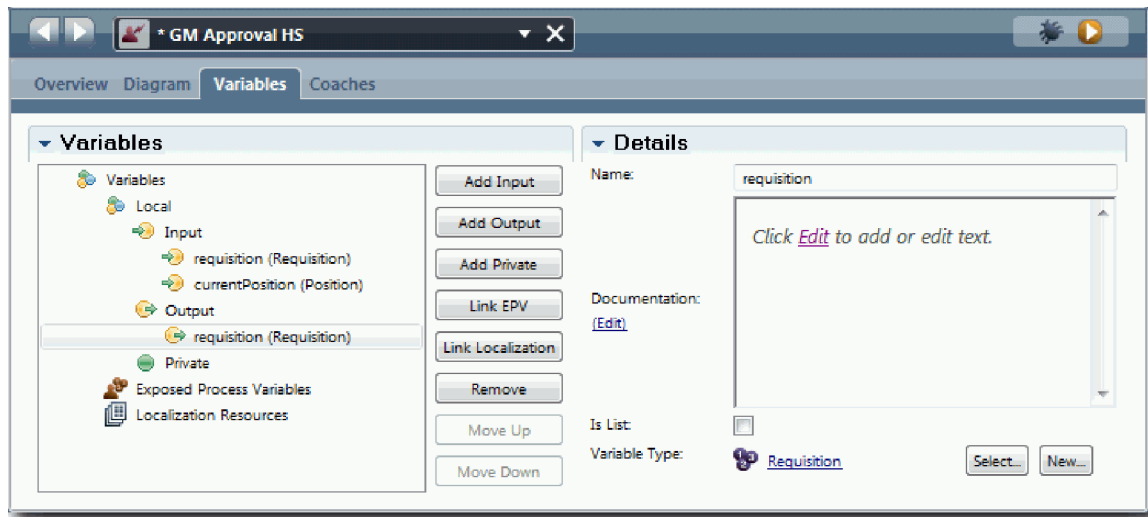 * GM Approval HS
Overview Diagram Variables Coaches
Variables
Variables
Local
Input
requisition (Requisition)
currentPosition (Position)
Output
requisition (Requisition)
Private
Exposed Process Variables
Localization Resources
Add Input
Add Output
Add Private
Link EPV
Link Localization
Remove
Move Up
Move Down
Details
Name: requisition
Click Edit to add or edit text.
Documentation:
(Edit)
Is List:
Variable Type: Requisition Select... New...